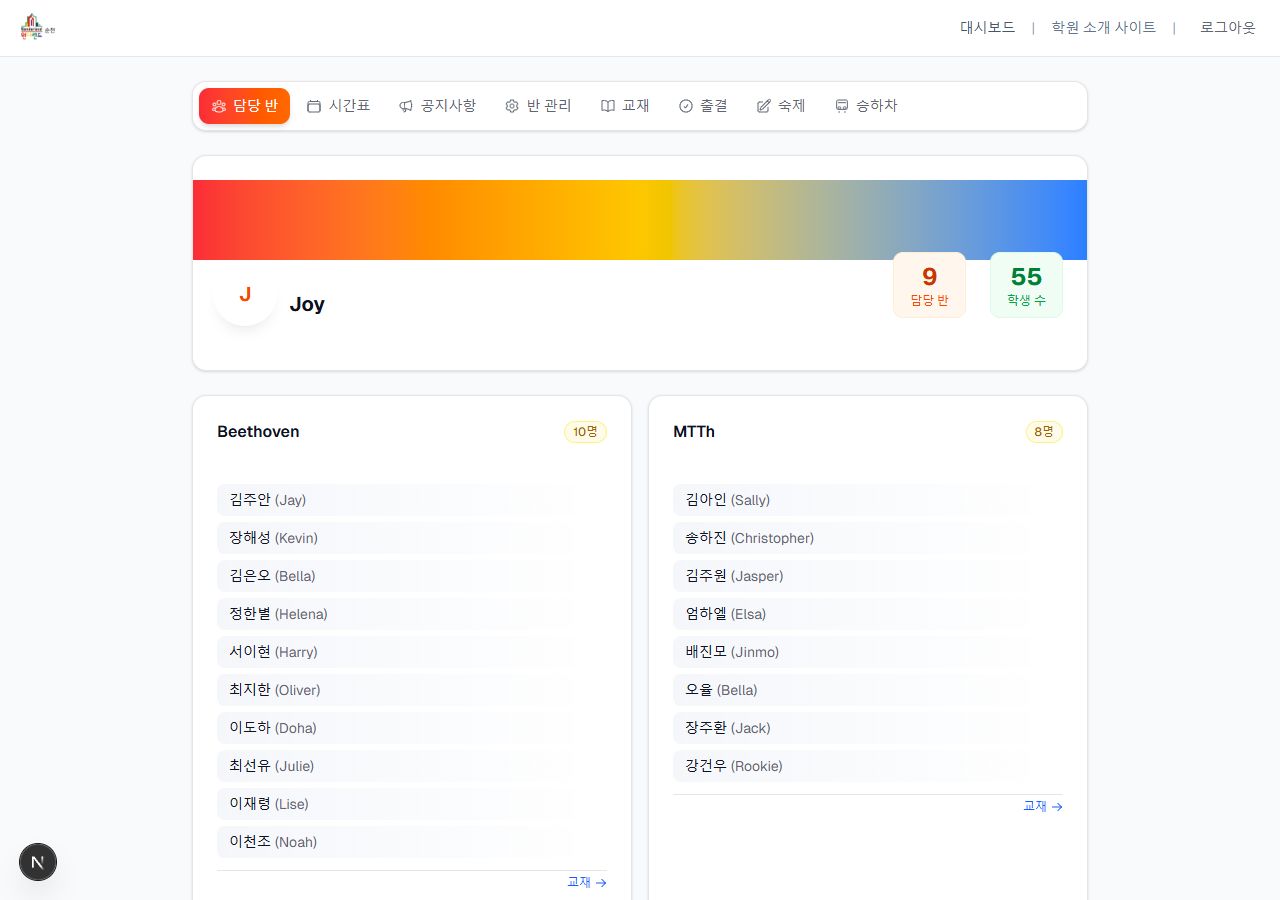 순천
대시보드 | 학원 소개 사이트 | 로그아웃
담당 반 시간표 공지사항 반 관리 교재 출결 숙제 승하차
J Joy
9 담당 반
55 학생 수
Beethoven 10명
김주안 (Jay)
장해성 (Kevin)
김은오 (Bella)
정한별 (Helena)
서이현 (Harry)
최지한 (Oliver)
이도하 (Doha)
최선유 (Julie)
이재령 (Lise)
이천조 (Noah)
교재 →
MTTh 8명
김아인 (Sally)
송하진 (Christopher)
김주원 (Jasper)
엄하엘 (Elsa)
배진모 (Jinmo)
오율 (Bella)
장주환 (Jack)
강건우 (Rookie)
교재 →
N